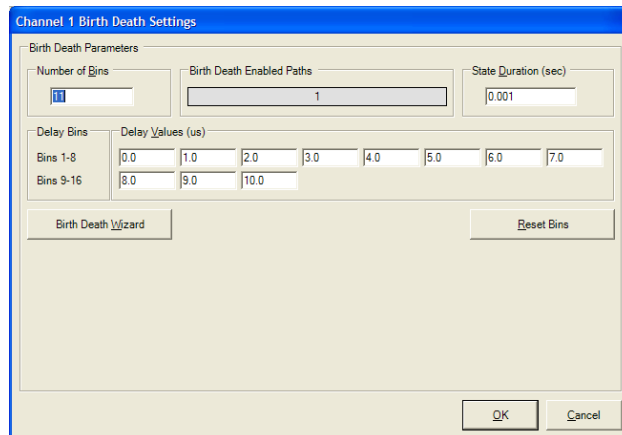 Channel 1 Birth Death Settings
Birth Death Parameters
Number of Bins
Birth Death Enabled Paths
State Duration (sec)
11
1
0.001
Delay Bins
Delay Values (us)
Bins 1-8
0.0 1.0 2.0 3.0 4.0 5.0 6.0 7.0
Bins 9-16
8.0 9.0 10.0
Birth Death Wizard
Reset Bins
OK
Cancel